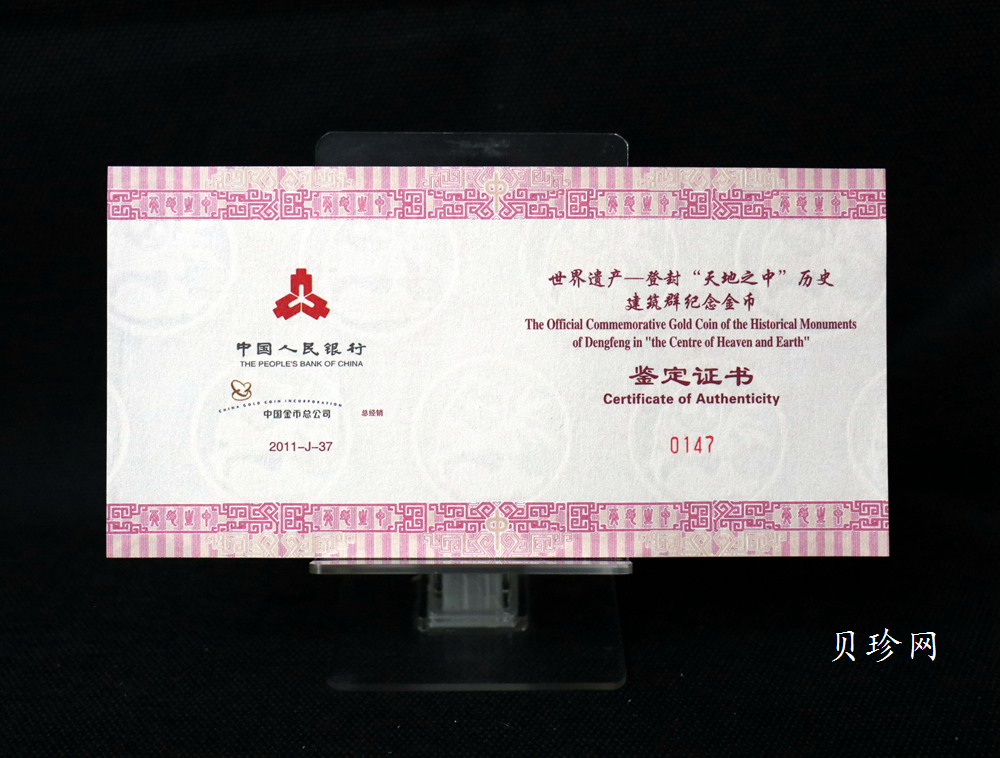 中国人民银行
THE PEOPLE'S BANK OF CHINA
CHINA GOLD COIN INCORPORATION
中国金币总公司 总经销
2011-J-37
世界遗产—登封“天地之中”历史
建筑群纪念金币
The Official Commemorative Gold Coin of the Historical Monuments
of Dengfeng in "the Centre of Heaven and Earth"
鉴定证书
Certificate of Authenticity
0147
贝珍网